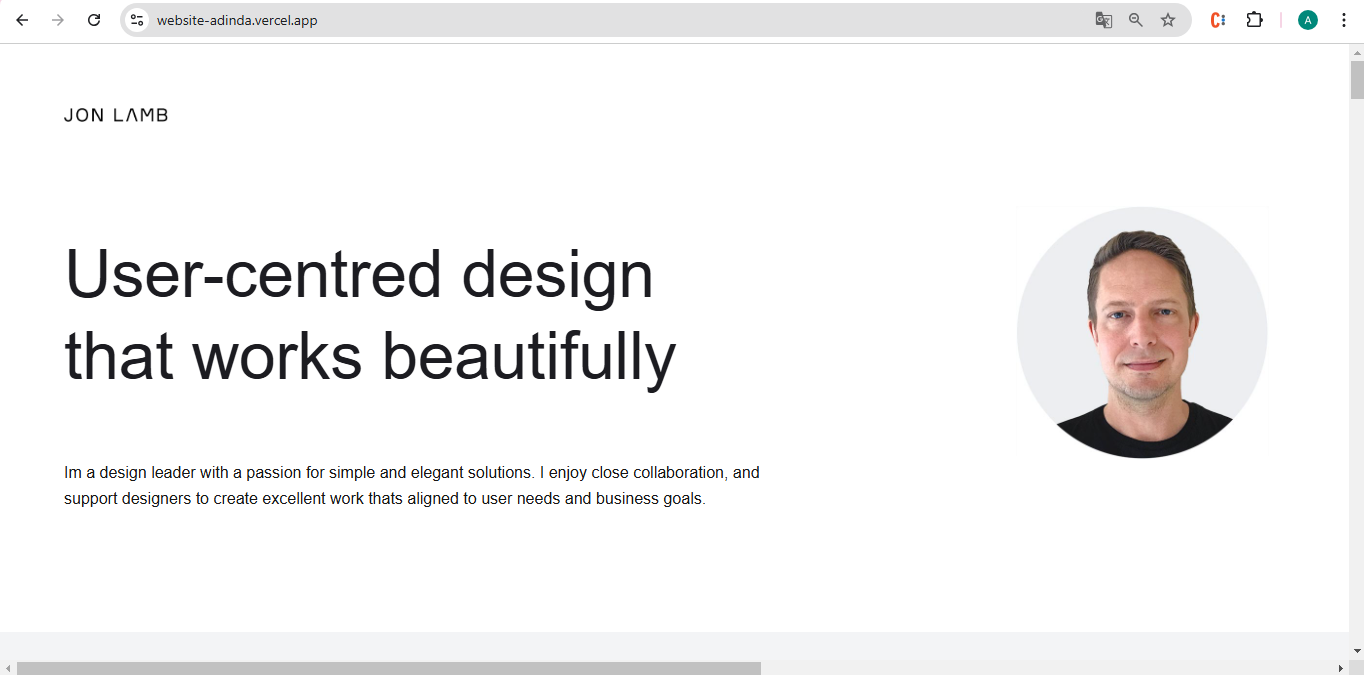 website-adinda.vercel.app
A
JON LAMB
User-centred design
that works beautifully
Im a design leader with a passion for simple and elegant solutions. I enjoy close collaboration, and
support designers to create excellent work thats aligned to user needs and business goals.